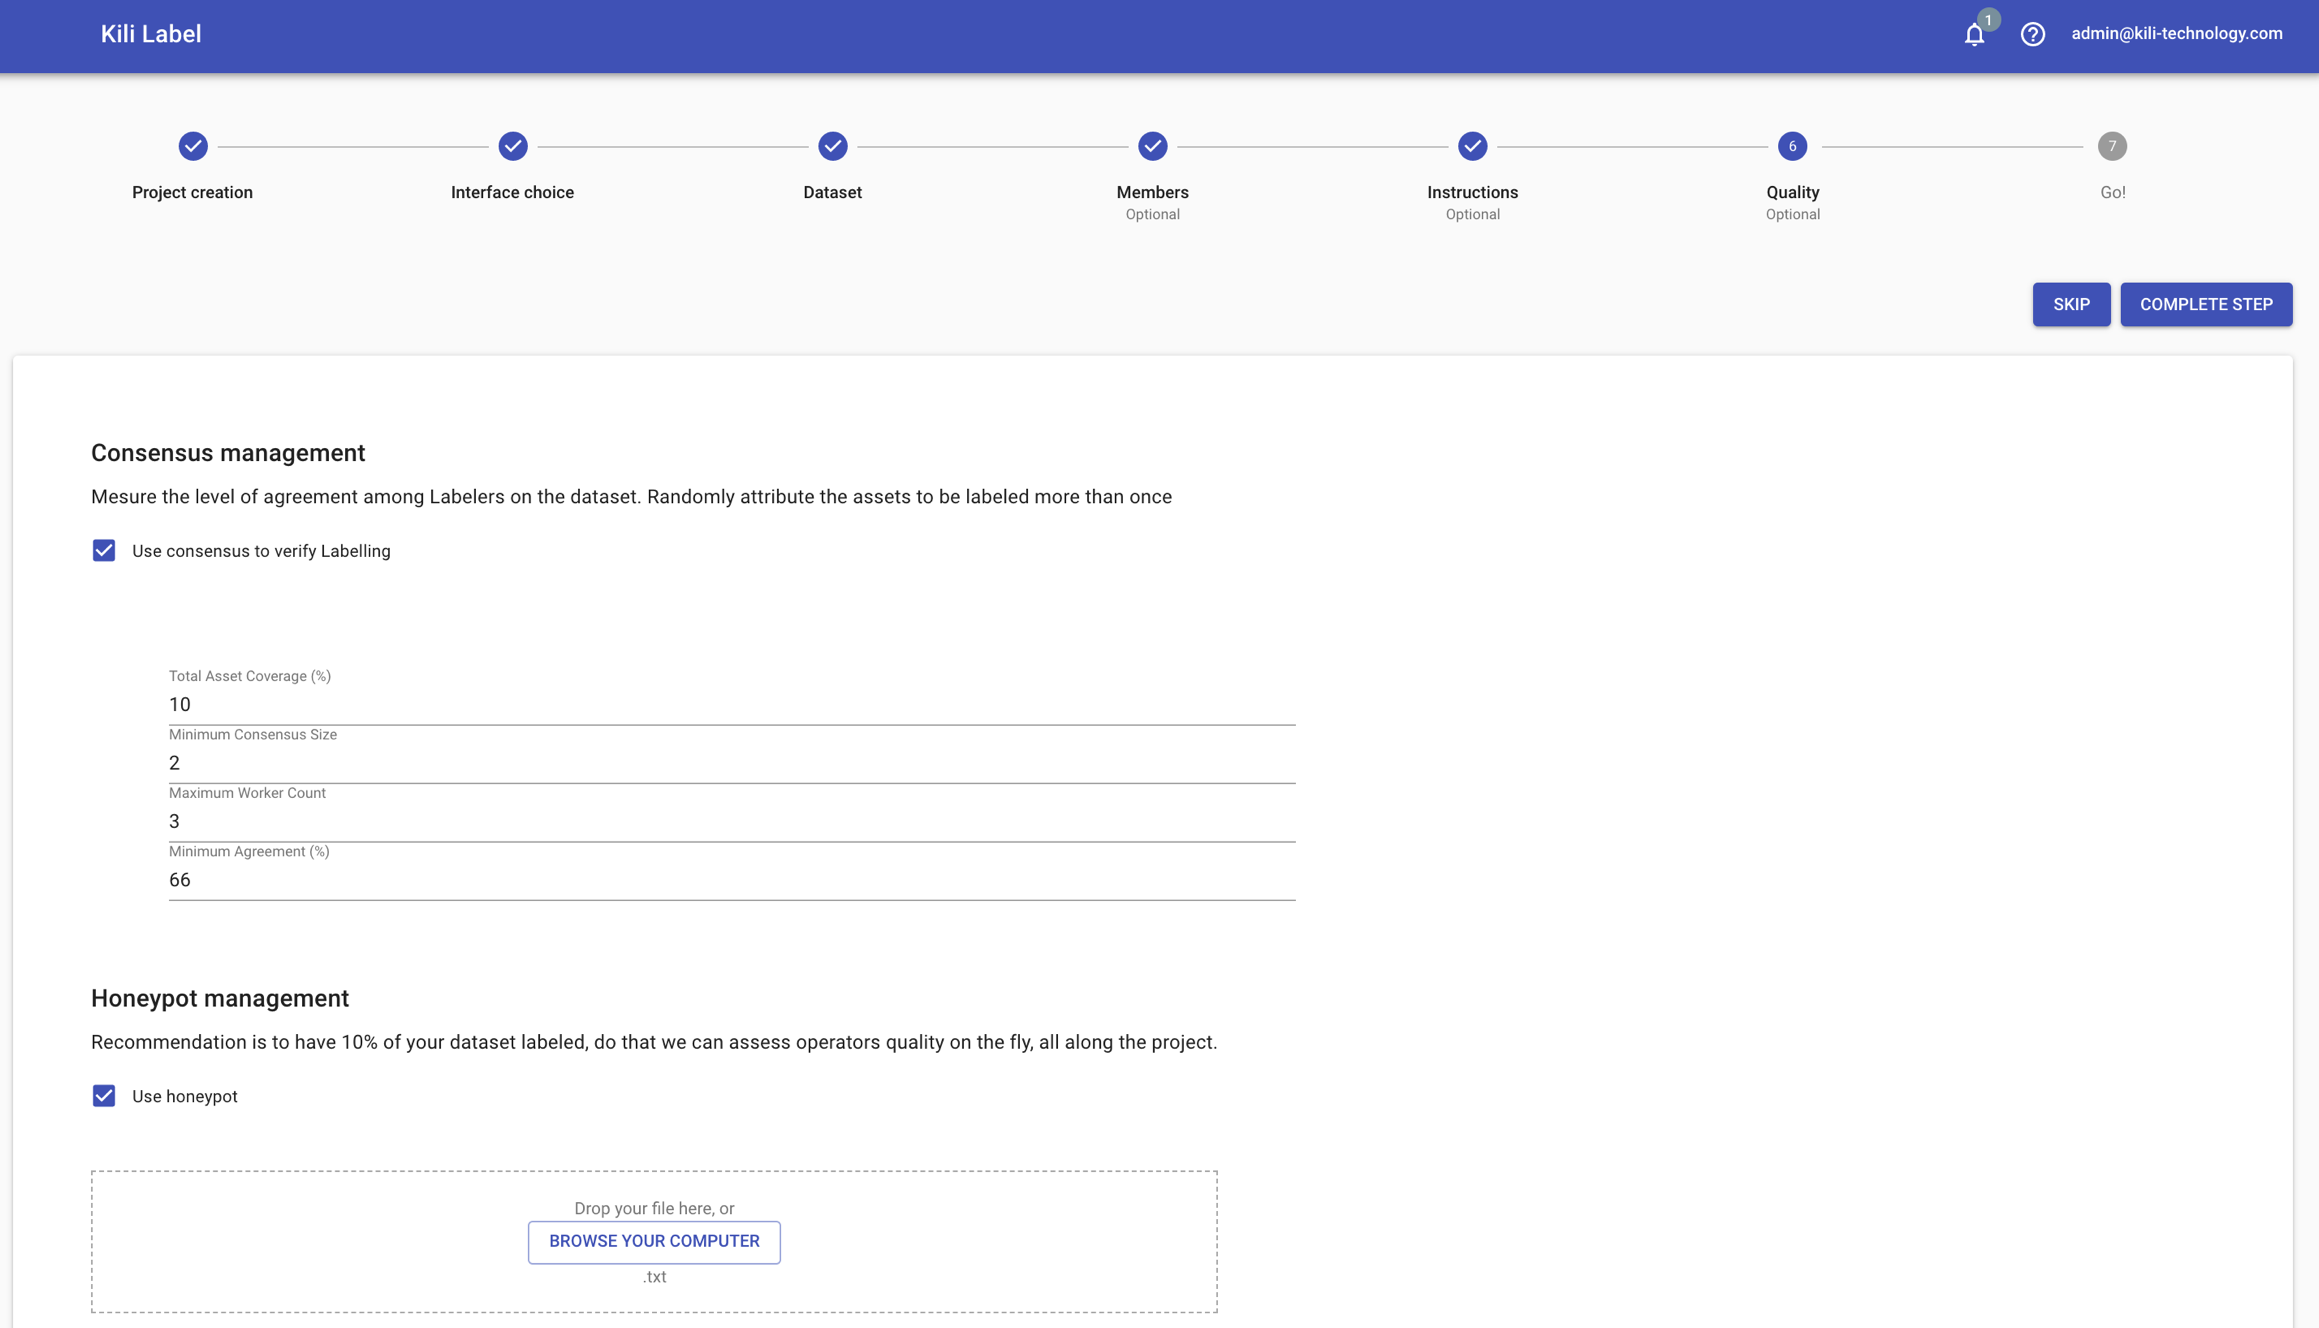 Kili Label
1
admin@kili-technology.com
6
7
Project creation
Interface choice
Dataset
Members
Optional
Instructions
Optional
Quality
Optional
Go!
SKIP
COMPLETE STEP
Consensus management
Mesure the level of agreement among Labelers on the dataset. Randomly attribute the assets to be labeled more than once
Use consensus to verify Labelling
Total Asset Coverage (%)
10
Minimum Consensus Size
2
Maximum Worker Count
3
Minimum Agreement (%)
66
Honeypot management
Recommendation is to have 10% of your dataset labeled, do that we can assess operators quality on the fly, all along the project.
Use honeypot
Drop your file here, or
BROWSE YOUR COMPUTER
.txt